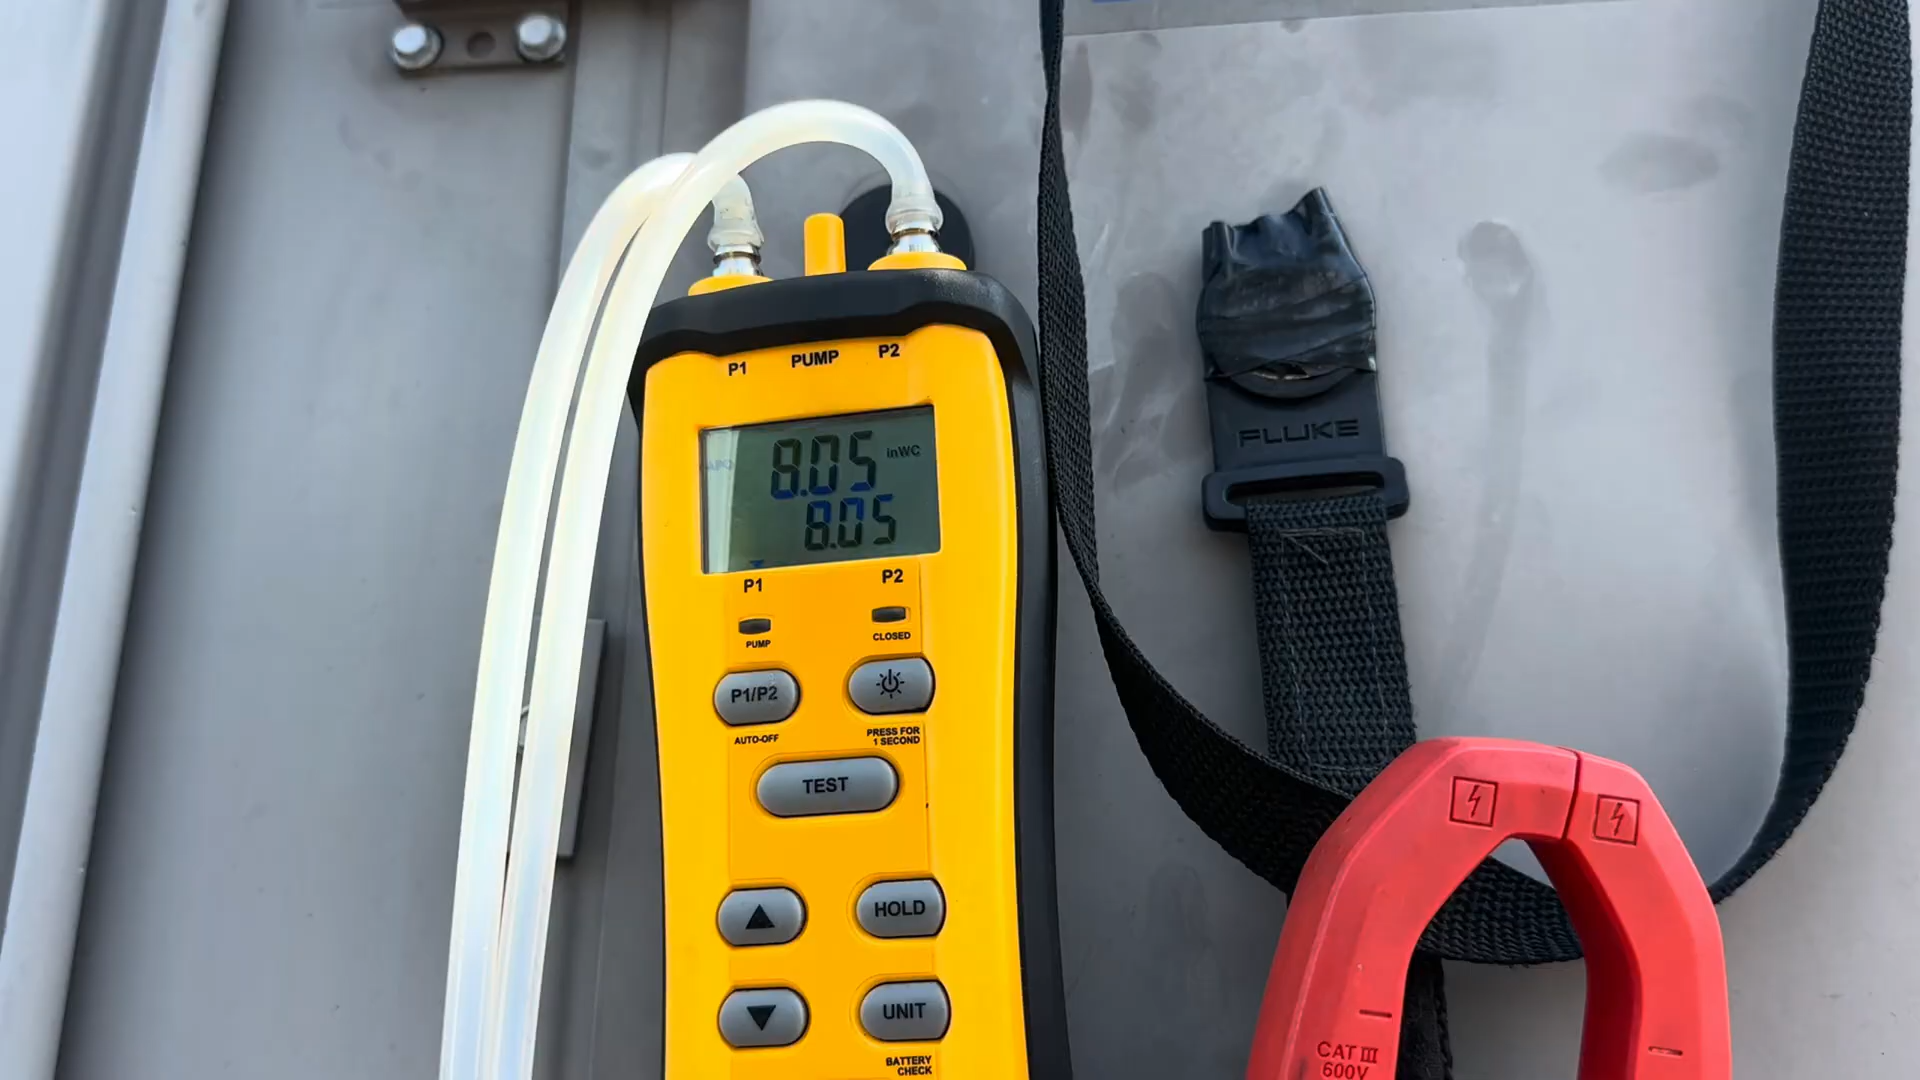 P1 PUMP P2
8.05 inWC
8.05
P1 P2
PUMP CLOSED
P1/P2
AUTO-OFF PRESS FOR
1 SECOND
TEST
HOLD
UNIT
BATTERY
CHECK
FLUKE
CAT III
600V